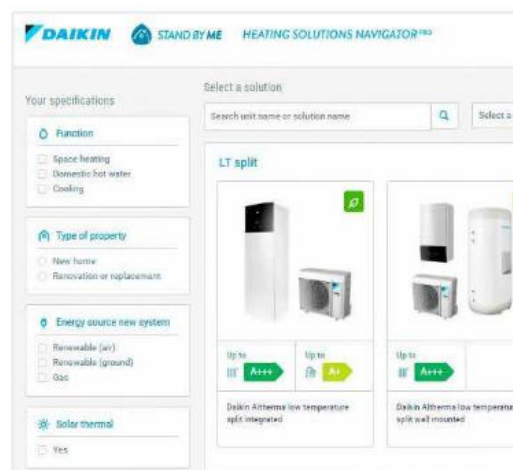 DAIKIN STAND BY ME HEATING SOLUTIONS NAVIGATOR PRO
Your specifications
Function
Space heating
Domestic hot water
Cooling
Type of property
New home
Renovation or replacement
Energy source new system
Renewable (air)
Renewable (ground)
Gas
Solar thermal
Yes
Select a solution
Search unit name or solution name
Select a
LT split
Up to
A+++
Up to
A+
Daikin Altherma low temperature
split integrated
Up to
A+++
Daikin Altherma low temperatur
split wall mounted